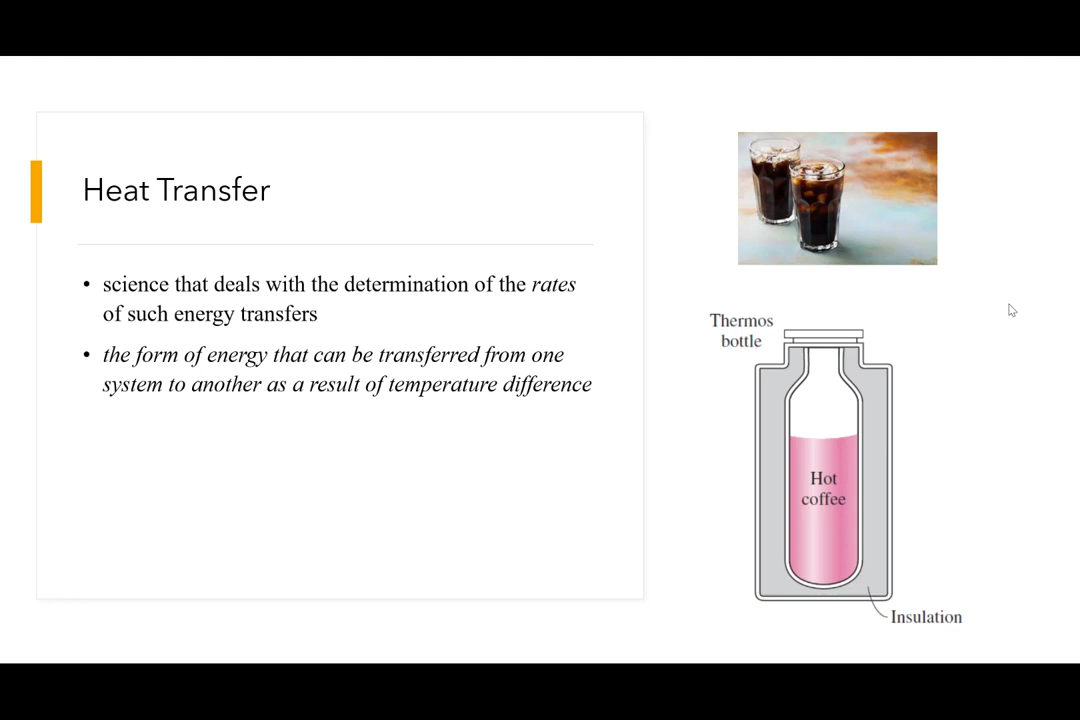 Heat Transfer
• science that deals with the determination of the rates
of such energy transfers
• the form of energy that can be transferred from one
system to another as a result of temperature difference
Thermos
bottle
Hot
coffee
Insulation